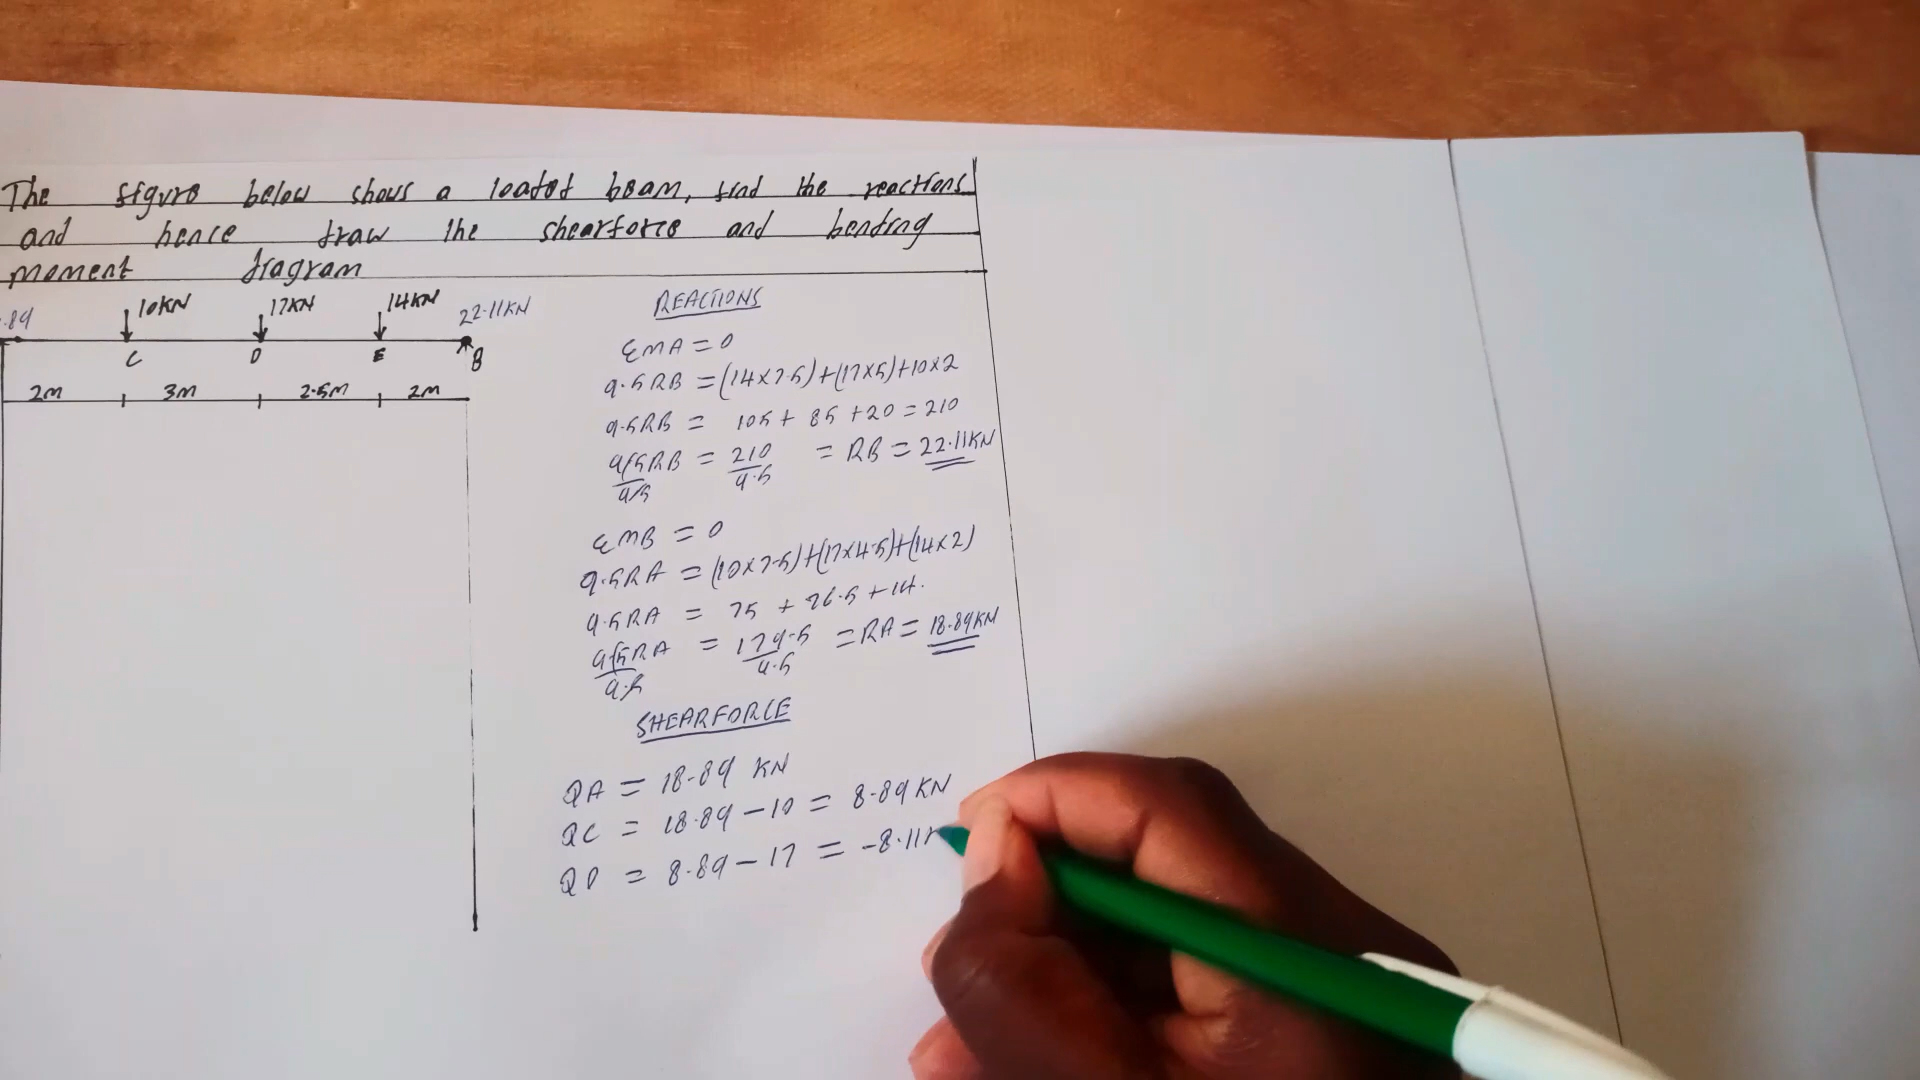 The figure below shows a loaded beam, find the reactions
and hence draw the shearforce and bending
moment diagram
.89 10KN 17KN 14KN 22.11KN
C D E B
2m 3m 2.5m 2m
REACTIONS
ΣMA = 0
9.5RB = (14×7.5)+(17×5)+10×2
9.5RB = 105 + 85 + 20 = 210
9.5RB/9.5 = 210/9.5 = RB = 22.11KN
ΣMB = 0
9.5RA = (10×7.5)+(17×4.5)+(14×2)
9.5RA = 75 + 76.5 + 14.
9.5RA/9.5 = 179.5/9.5 = RA = 18.89KN
SHEARFORCE
QA = 18.89 KN
QC = 18.89 - 10 = 8.89KN
QD = 8.89 - 17 = -8.11K